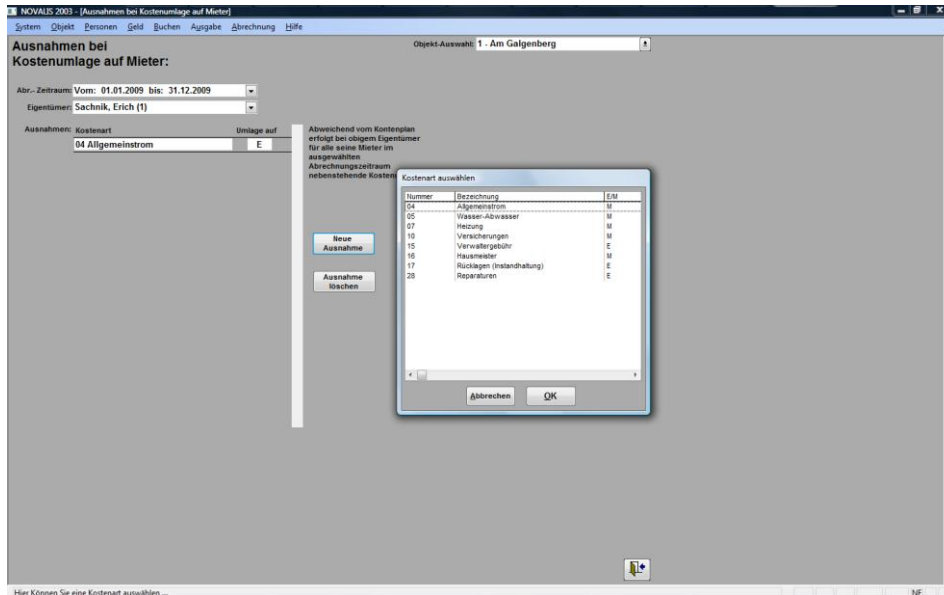 NOVALIS 2003 - [Ausnahmen bei Kostenumlage auf Mieter]
System Objekt Personen Geld Buchen Ausgabe Abrechnung Hilfe
Ausnahmen bei
Kostenumlage auf Mieter:
Objekt-Auswahl: 1 - Am Galgenberg
Abr.- Zeitraum: Vom: 01.01.2009 bis: 31.12.2009
Eigentümer: Sachnik, Erich (1)
Ausnahmen: Kostenart Umlage auf
04 Allgemeinstrom E
Abweichend vom Kontenplan
erfolgt bei obigem Eigentümer
für alle seine Mieter im
ausgewählten
Abrechnungszeitraum
nebenstehende
Neue
Ausnahme
Ausnahme
löschen
Kostenart auswählen
Nummer Bezeichnung E/M
04 Allgemeinstrom M
05 Wasser-Abwasser M
07 Heizung M
10 Versicherungen M
15 Verwaltergebühr E
16 Hausmeister M
17 Rücklagen (Instandhaltung) E
28 Reparaturen E
Abbrechen OK
Hier Können Sie eine Kostenart auswählen ... NF